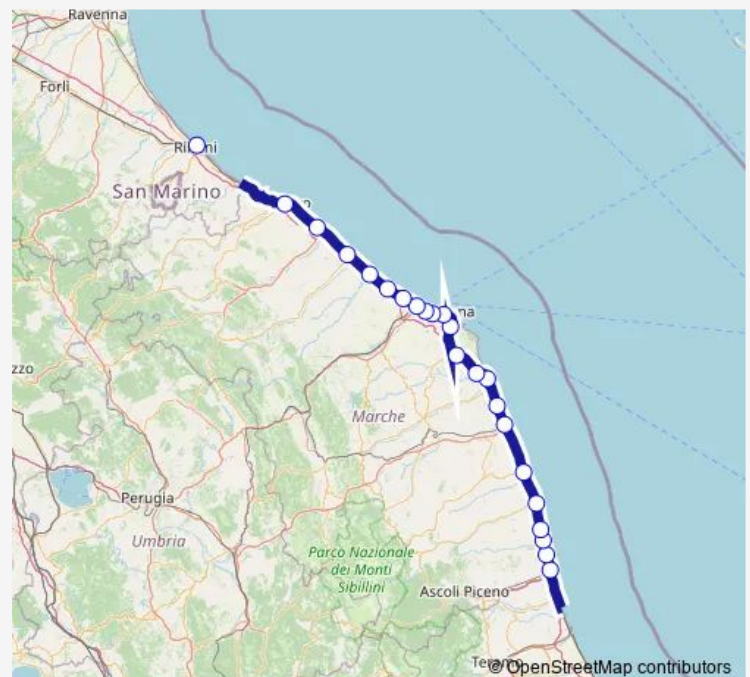 Ravenna
Forlì
San Marino
Marche
Perugia
Umbria
Parco Nazionale
dei Monti
Sibillini
Ascoli Piceno
© OpenStreetMap contributors